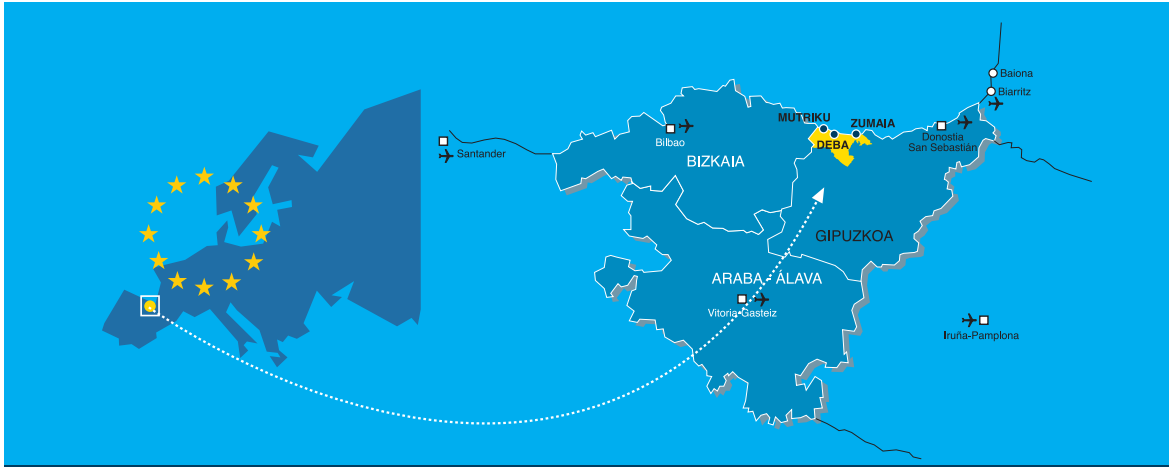 Baiona
Biarritz
MUTRIKU
ZUMAIA
DEBA
Bilbao
Donostia
San Sebastián
Santander
BIZKAIA
GIPUZKOA
ARABA - ÁLAVA
Vitoria-Gasteiz
Iruña-Pamplona